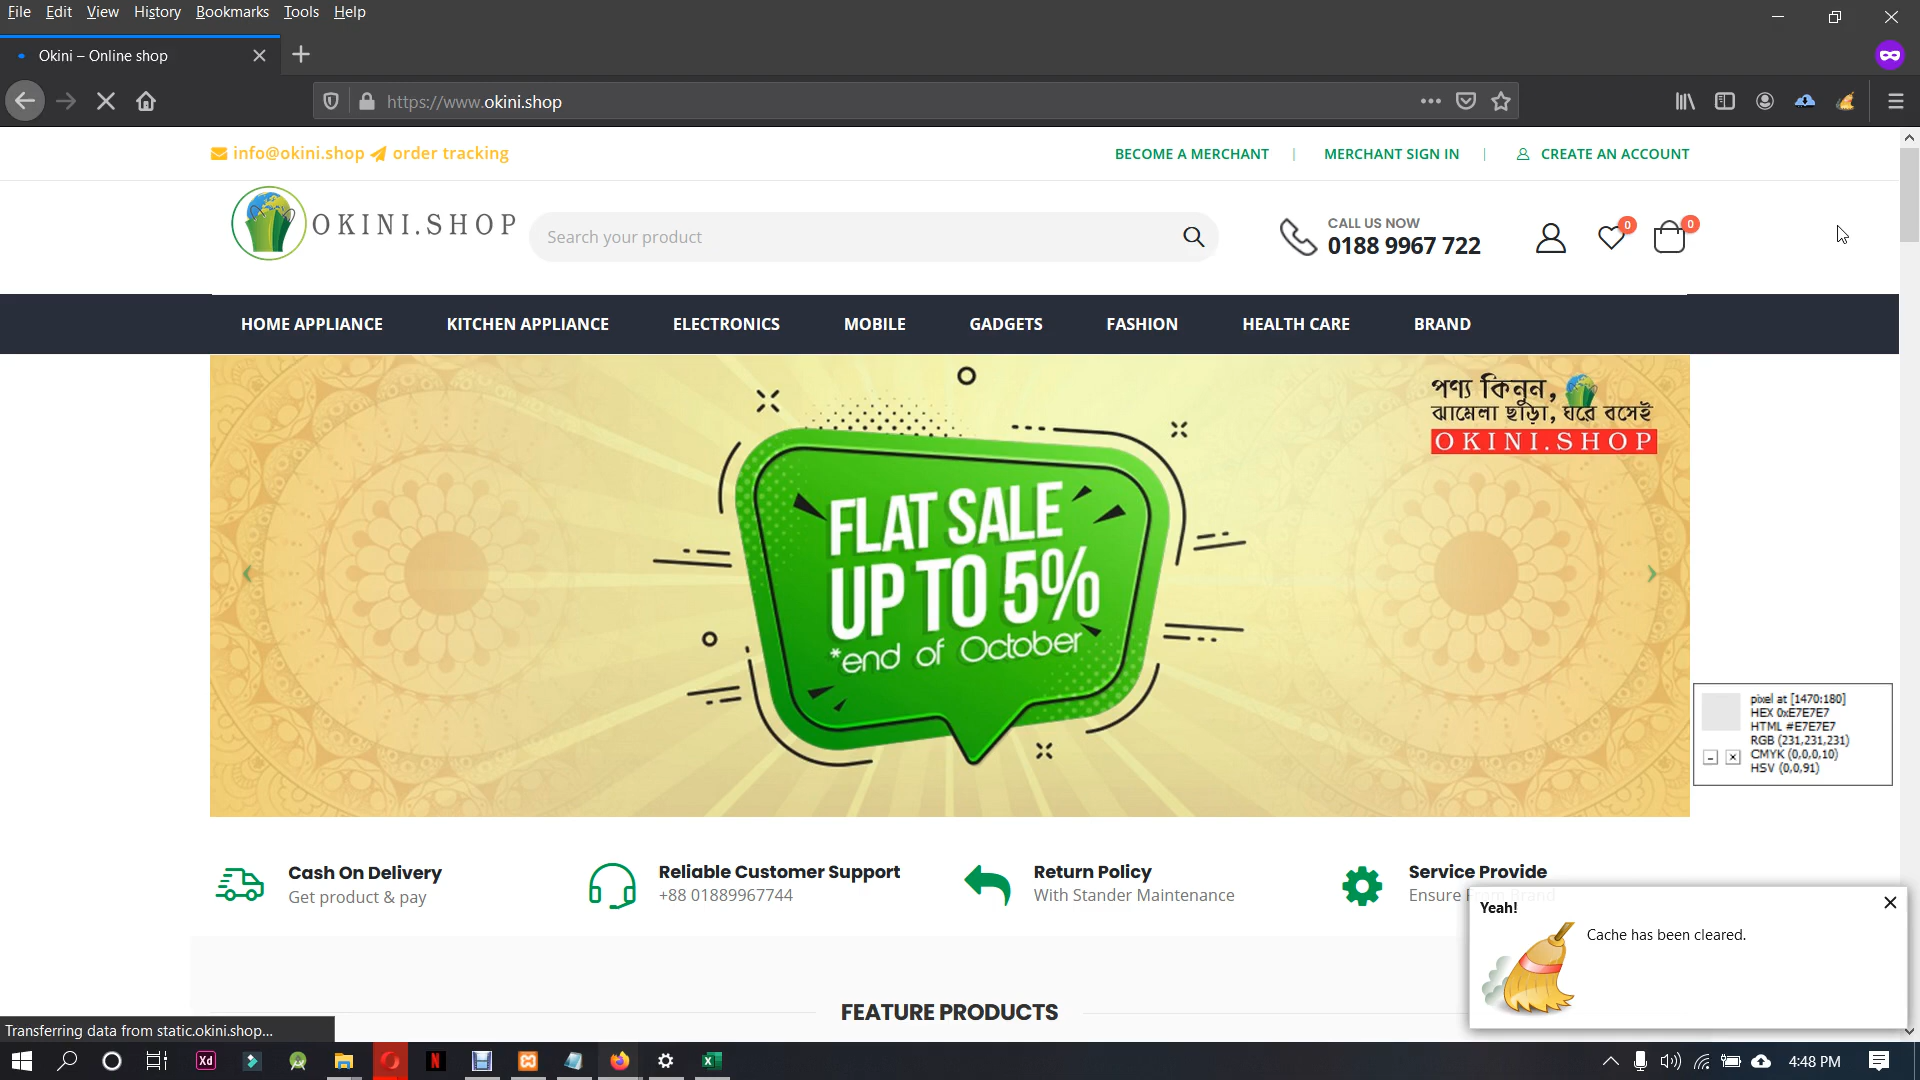 File Edit View History Bookmarks Tools Help
Okini – Online shop
https://www.okini.shop
info@okini.shop order tracking
BECOME A MERCHANT | MERCHANT SIGN IN | CREATE AN ACCOUNT
OKINI.SHOP
Search your product
CALL US NOW
0188 9967 722
0
0
HOME APPLIANCE KITCHEN APPLIANCE ELECTRONICS MOBILE GADGETS FASHION HEALTH CARE BRAND
পণ্য কিনুন,
ঝামেলা ছাড়া, ঘরে বসেই
OKINI.SHOP
FLAT SALE
UP TO 5%
*end of October
pixel at [1470:180]
HEX 0xE7E7E7
HTML #E7E7E7
RGB (231,231,231)
CMYK (0,0,0,10)
HSV (0,0,91)
Cash On Delivery
Get product & pay
Reliable Customer Support
+88 01889967744
Return Policy
With Stander Maintenance
Service Provide
Ensure From Brand
Yeah!
Cache has been cleared.
FEATURE PRODUCTS
Transferring data from static.okini.shop...
Xd
N
4:48 PM